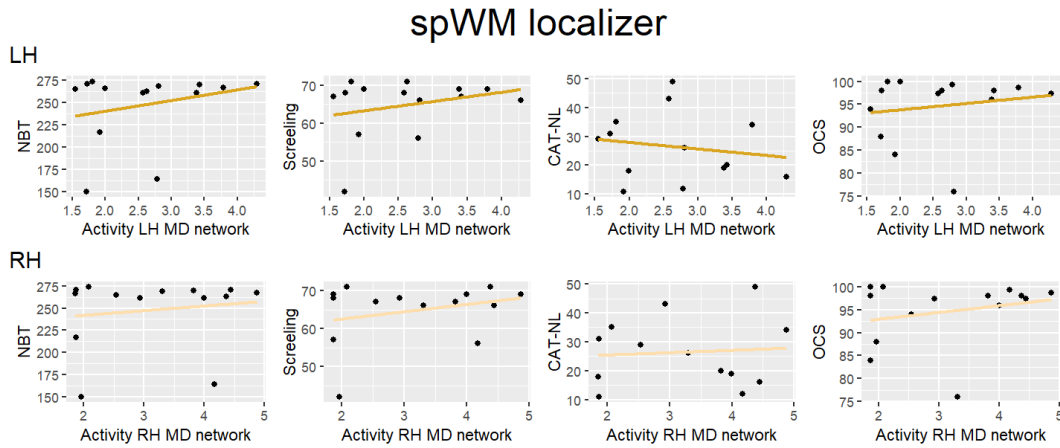 spWM localizer
LH
NBT
275
250
225
200
175
150
1.5 2.0 2.5 3.0 3.5 4.0
Activity LH MD network
Screeling
70
60
50
1.5 2.0 2.5 3.0 3.5 4.0
Activity LH MD network
CAT-NL
50
40
30
20
10
1.5 2.0 2.5 3.0 3.5 4.0
Activity LH MD network
OCS
100
95
90
85
80
75
1.5 2.0 2.5 3.0 3.5 4.0
Activity LH MD network
RH
NBT
275
250
225
200
175
150
2 3 4 5
Activity RH MD network
Screeling
70
60
50
2 3 4 5
Activity RH MD network
CAT-NL
50
40
30
20
10
2 3 4 5
Activity RH MD network
OCS
100
95
90
85
80
75
2 3 4 5
Activity RH MD network